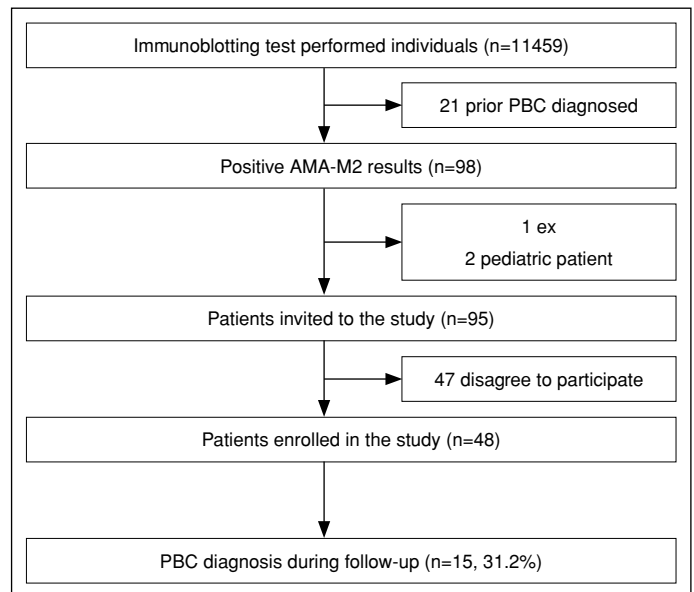 Immunoblotting test performed individuals (n=11459)
21 prior PBC diagnosed
Positive AMA-M2 results (n=98)
1 ex
2 pediatric patient
Patients invited to the study (n=95)
47 disagree to participate
Patients enrolled in the study (n=48)
PBC diagnosis during follow-up (n=15, 31.2%)